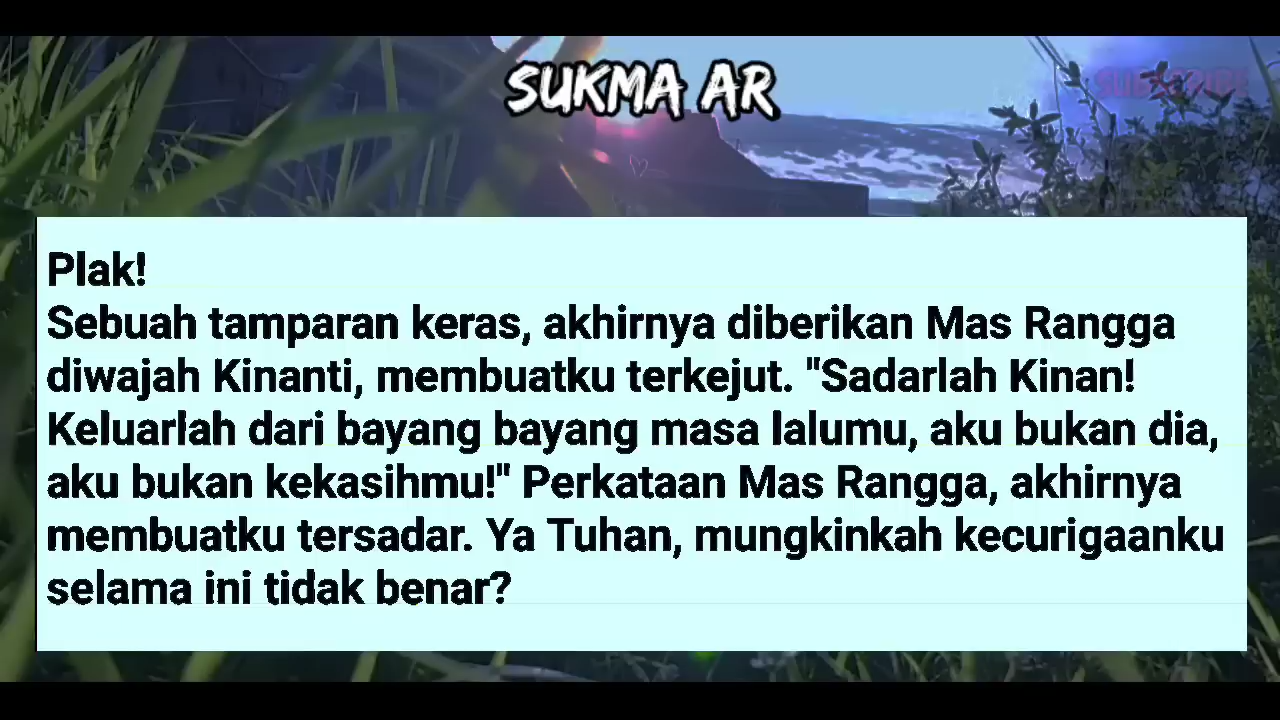 SUKMA AR
SUBSCRIBE
Plak!
Sebuah tamparan keras, akhirnya diberikan Mas Rangga
diwajah Kinanti, membuatku terkejut. "Sadarlah Kinan!
Keluarlah dari bayang bayang masa lalumu, aku bukan dia,
aku bukan kekasihmu!" Perkataan Mas Rangga, akhirnya
membuatku tersadar. Ya Tuhan, mungkinkah kecurigaanku
selama ini tidak benar?